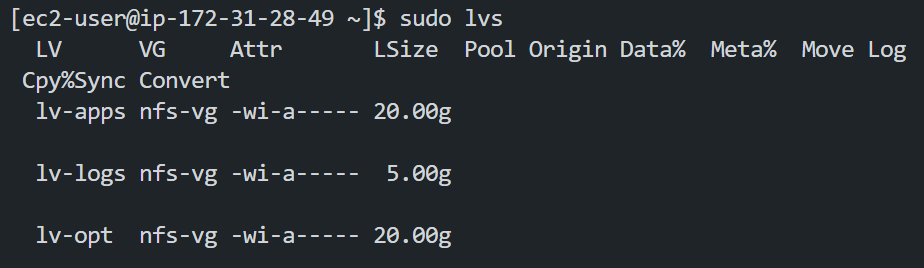 [ec2-user@ip-172-31-28-49 ~]$ sudo lvs
  LV      VG     Attr       LSize  Pool Origin Data%  Meta%  Move Log
 Cpy%Sync Convert
  lv-apps nfs-vg -wi-a----- 20.00g
  lv-logs nfs-vg -wi-a-----  5.00g
  lv-opt  nfs-vg -wi-a----- 20.00g